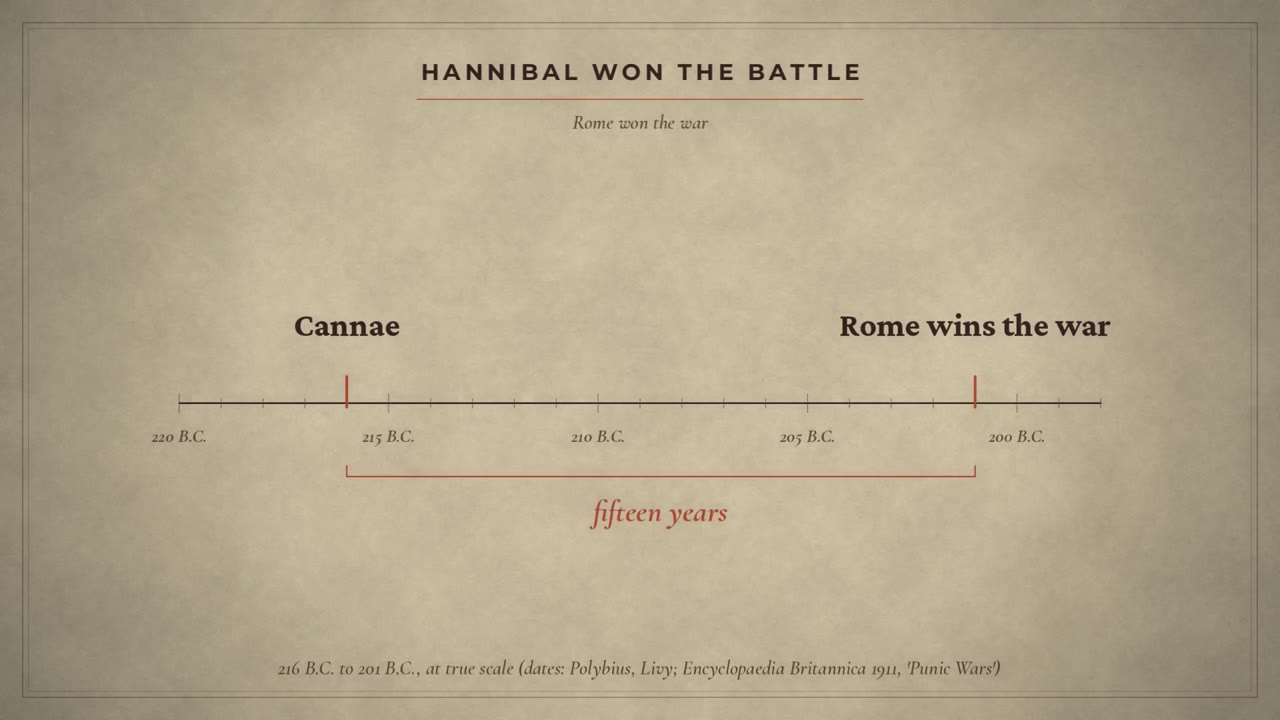 HANNIBAL WON THE BATTLE
Rome won the war
Cannae
Rome wins the war
220 B.C.
215 B.C.
210 B.C.
205 B.C.
200 B.C.
fifteen years
216 B.C. to 201 B.C., at true scale (dates: Polybius, Livy; Encyclopaedia Britannica 1911, 'Punic Wars')